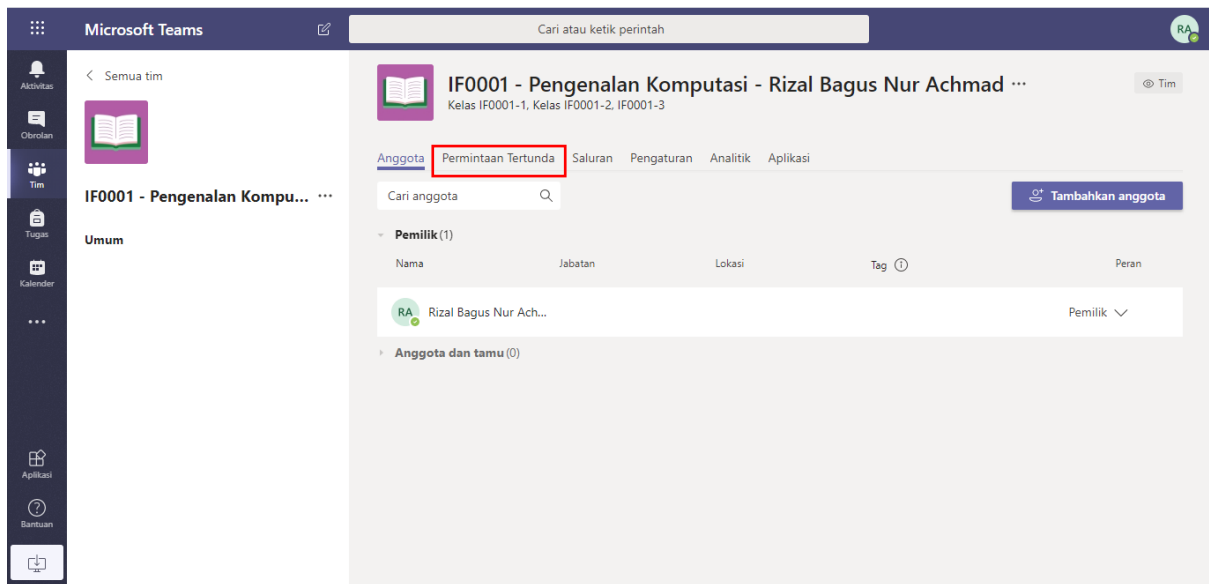 Microsoft Teams
Cari atau ketik perintah
RA
Aktivitas
Obrolan
Tim
Tugas
Kalender
Aplikasi
Bantuan
Semua tim
IF0001 - Pengenalan Kompu... ...
Umum
IF0001 - Pengenalan Komputasi - Rizal Bagus Nur Achmad ...
Kelas IF0001-1, Kelas IF0001-2, IF0001-3
Tim
Anggota Permintaan Tertunda Saluran Pengaturan Analitik Aplikasi
Cari anggota
Tambahkan anggota
Pemilik (1)
Nama Jabatan Lokasi Tag Peran
RA Rizal Bagus Nur Ach... Pemilik
Anggota dan tamu (0)